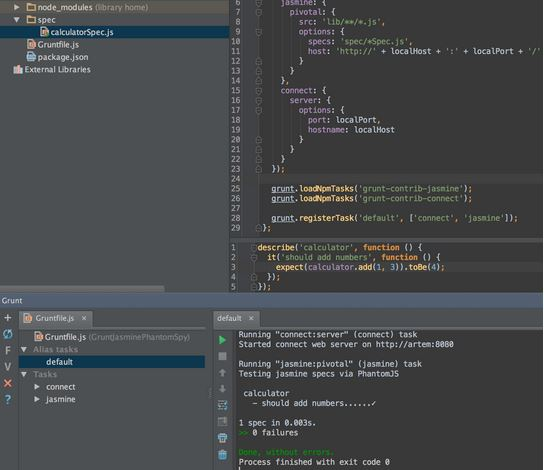 node_modules (library home)
spec
calculatorSpec.js
Gruntfile.js
package.json
External Libraries
6 jasmine: {
7 pivotal: {
8 src: 'lib/**/*.js',
9 options: {
10 specs: 'spec/*Spec.js',
11 host: 'http://' + localHost + ':' + localPort + '/'
12 }
13 }
14 },
15 connect: {
16 server: {
17 options: {
18 port: localPort,
19 hostname: localHost
20 }
21 }
22 }
23 });
24
25 grunt.loadNpmTasks('grunt-contrib-jasmine');
26 grunt.loadNpmTasks('grunt-contrib-connect');
27
28 grunt.registerTask('default', ['connect', 'jasmine']);
29 };
1 describe('calculator', function () {
2 it('should add numbers', function () {
3 expect(calculator.add(1, 3)).toBe(4);
4 });
5 });
Grunt
Gruntfile.js
Gruntfile.js (GruntJasminePhantomSpy)
Alias tasks
default
Tasks
connect
jasmine
default
Running "connect:server" (connect) task
Started connect web server on http://artem:8080
Running "jasmine:pivotal" (jasmine) task
Testing jasmine specs via PhantomJS
calculator
- should add numbers......✓
1 spec in 0.003s.
>> 0 failures
Done, without errors.
Process finished with exit code 0